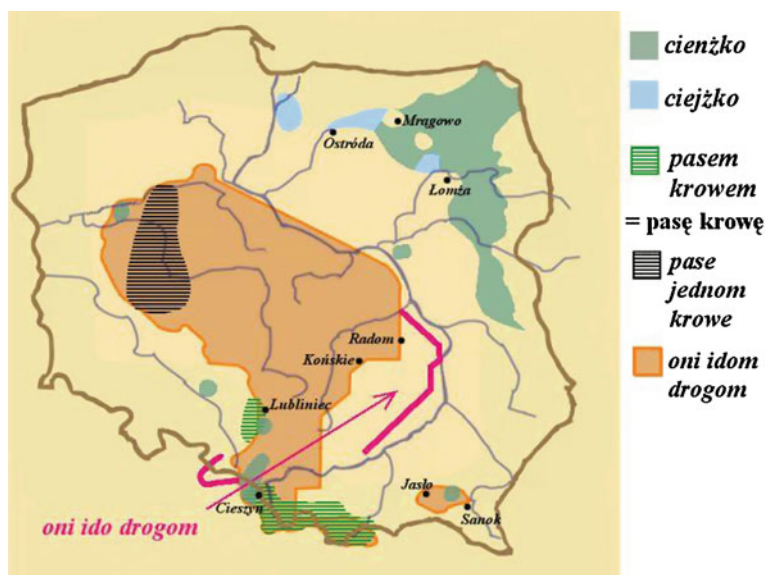 cienżko
ciejżko
pasem
krowem
= pasę krowę
pase
jednom
krowe
oni idom
drogom
Mrągowo
Ostróda
Łomża
Radom
Końskie
Lubliniec
Jasło
Cieszyn
Sanok
oni ido drogom